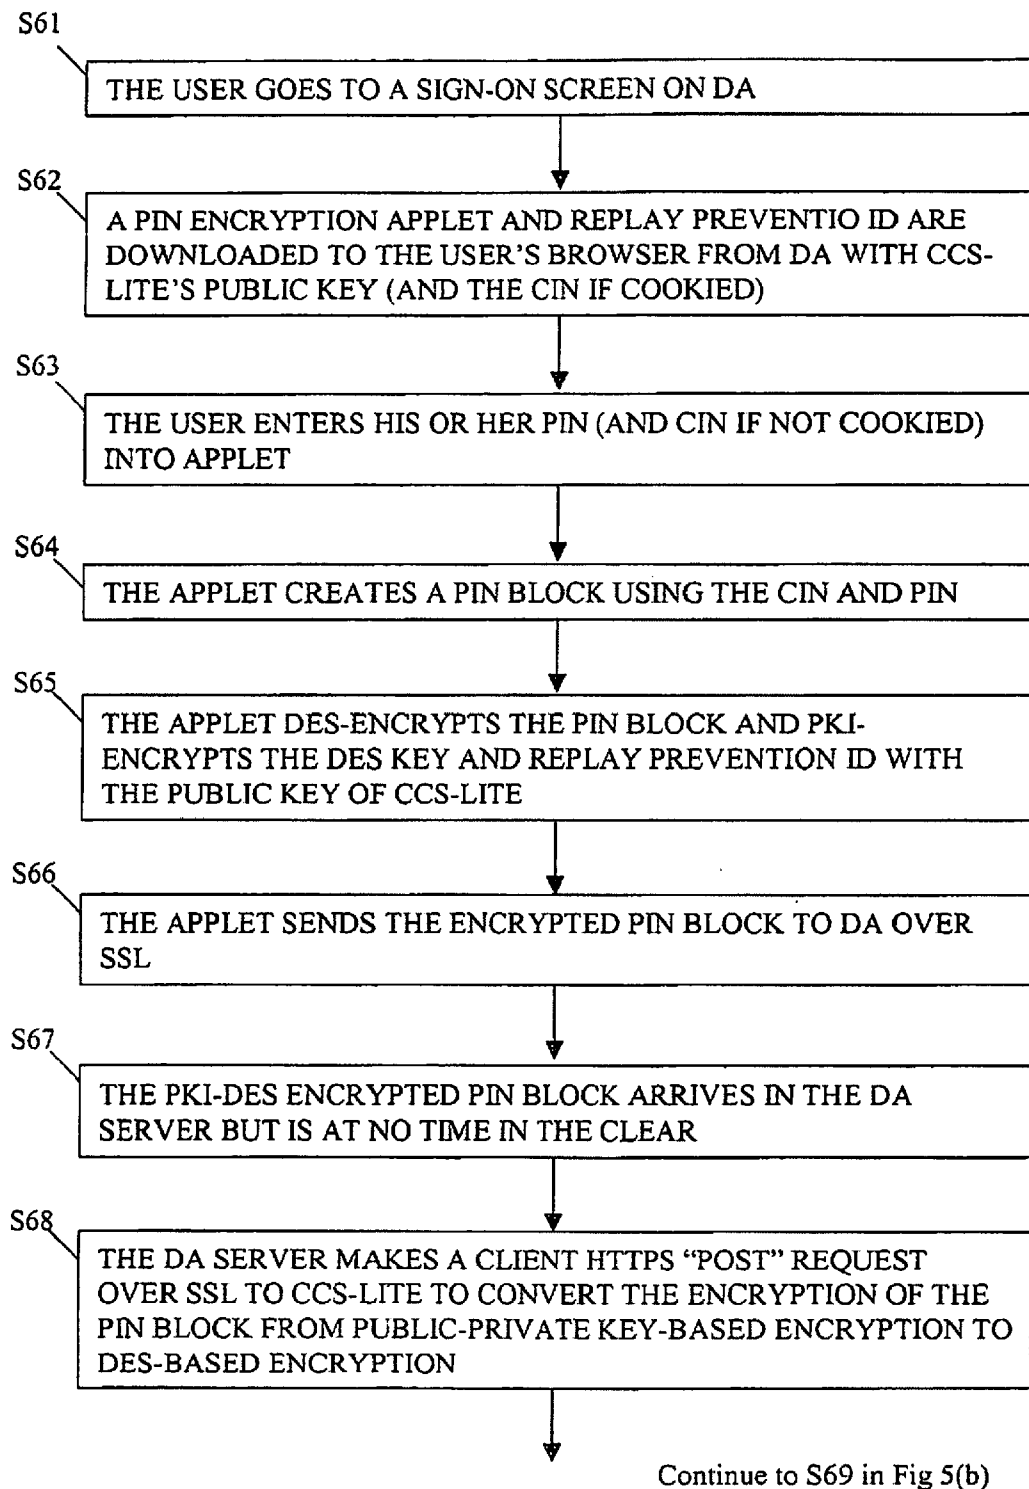 S61
THE USER GOES TO A SIGN-ON SCREEN ON DA
S62
A PIN ENCRYPTION APPLET AND REPLAY PREVENTIO ID ARE
DOWNLOADED TO THE USER'S BROWSER FROM DA WITH CCS-
LITE'S PUBLIC KEY (AND THE CIN IF COOKIED)
S63
THE USER ENTERS HIS OR HER PIN (AND CIN IF NOT COOKIED)
INTO APPLET
S64
THE APPLET CREATES A PIN BLOCK USING THE CIN AND PIN
S65
THE APPLET DES-ENCRYPTS THE PIN BLOCK AND PKI-
ENCRYPTS THE DES KEY AND REPLAY PREVENTION ID WITH
THE PUBLIC KEY OF CCS-LITE
S66
THE APPLET SENDS THE ENCRYPTED PIN BLOCK TO DA OVER
SSL
S67
THE PKI-DES ENCRYPTED PIN BLOCK ARRIVES IN THE DA
SERVER BUT IS AT NO TIME IN THE CLEAR
S68
THE DA SERVER MAKES A CLIENT HTTPS "POST" REQUEST
OVER SSL TO CCS-LITE TO CONVERT THE ENCRYPTION OF THE
PIN BLOCK FROM PUBLIC-PRIVATE KEY-BASED ENCRYPTION TO
DES-BASED ENCRYPTION
Continue to S69 in Fig 5(b)